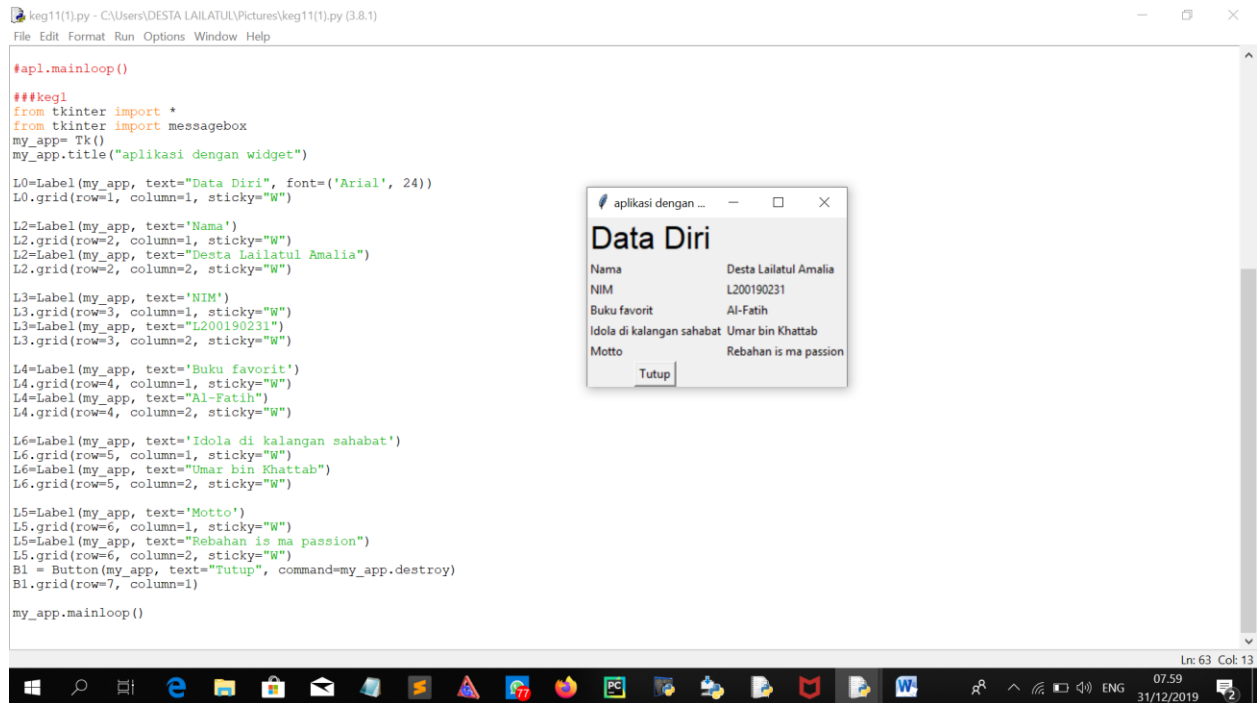 keg11(1).py - C:\Users\DESTA LAILATUL\Pictures\keg11(1).py (3.8.1)
File Edit Format Run Options Window Help
#apl.mainloop()
###keg1
from tkinter import *
from tkinter import messagebox
my_app= Tk()
my_app.title("aplikasi dengan widget")
L0=Label(my_app, text="Data Diri", font=('Arial', 24))
L0.grid(row=1, column=1, sticky="W")
L2=Label(my_app, text='Nama')
L2.grid(row=2, column=1, sticky="W")
L2=Label(my_app, text="Desta Lailatul Amalia")
L2.grid(row=2, column=2, sticky="W")
L3=Label(my_app, text='NIM')
L3.grid(row=3, column=1, sticky="W")
L3=Label(my_app, text="L200190231")
L3.grid(row=3, column=2, sticky="W")
L4=Label(my_app, text='Buku favorit')
L4.grid(row=4, column=1, sticky="W")
L4=Label(my_app, text="Al-Fatih")
L4.grid(row=4, column=2, sticky="W")
L6=Label(my_app, text='Idola di kalangan sahabat')
L6.grid(row=5, column=1, sticky="W")
L6=Label(my_app, text="Umar bin Khattab")
L6.grid(row=5, column=2, sticky="W")
L5=Label(my_app, text='Motto')
L5.grid(row=6, column=1, sticky="W")
L5=Label(my_app, text="Rebahan is ma passion")
L5.grid(row=6, column=2, sticky="W")
B1 = Button(my_app, text="Tutup", command=my_app.destroy)
B1.grid(row=7, column=1)
my_app.mainloop()
aplikasi dengan ...
Data Diri
Nama Desta Lailatul Amalia
NIM L200190231
Buku favorit Al-Fatih
Idola di kalangan sahabat Umar bin Khattab
Motto Rebahan is ma passion
Tutup
Ln: 63 Col: 13
77
PC
W
ENG
07.59
31/12/2019
2